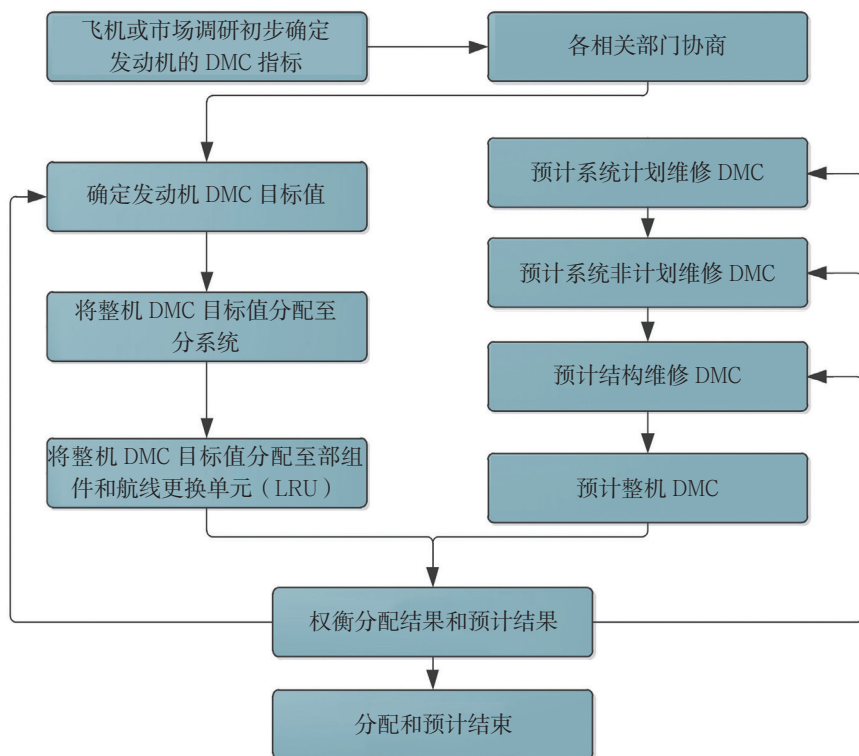 飞机或市场调研初步确定
发动机的 DMC 指标
各相关部门协商
确定发动机 DMC 目标值
将整机 DMC 目标值分配至
分系统
将整机 DMC 目标值分配至部组
件和航线更换单元（LRU）
预计系统计划维修 DMC
预计系统非计划维修 DMC
预计结构维修 DMC
预计整机 DMC
权衡分配结果和预计结果
分配和预计结束